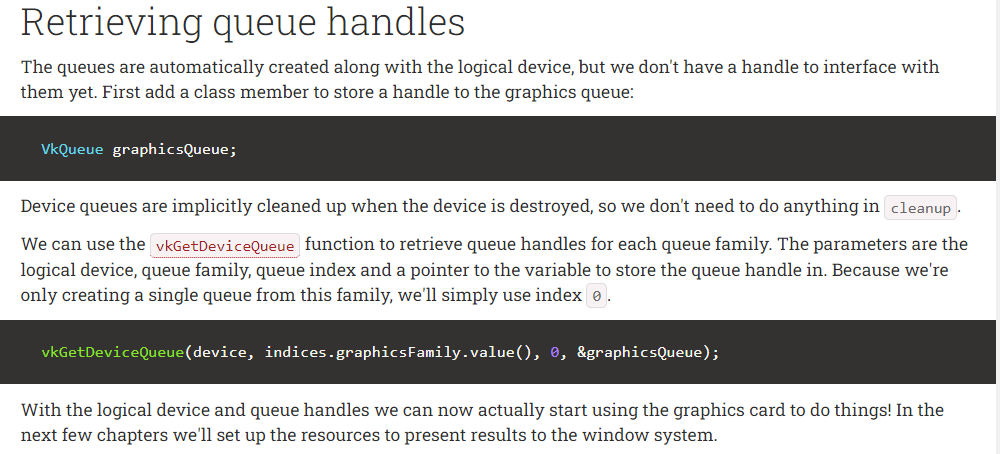 Retrieving queue handles
The queues are automatically created along with the logical device, but we don't have a handle to interface with
them yet. First add a class member to store a handle to the graphics queue:
VkQueue graphicsQueue;
Device queues are implicitly cleaned up when the device is destroyed, so we don't need to do anything in cleanup.
We can use the vkGetDeviceQueue function to retrieve queue handles for each queue family. The parameters are the
logical device, queue family, queue index and a pointer to the variable to store the queue handle in. Because we're
only creating a single queue from this family, we'll simply use index 0.
vkGetDeviceQueue(device, indices.graphicsFamily.value(), 0, &graphicsQueue);
With the logical device and queue handles we can now actually start using the graphics card to do things! In the
next few chapters we'll set up the resources to present results to the window system.